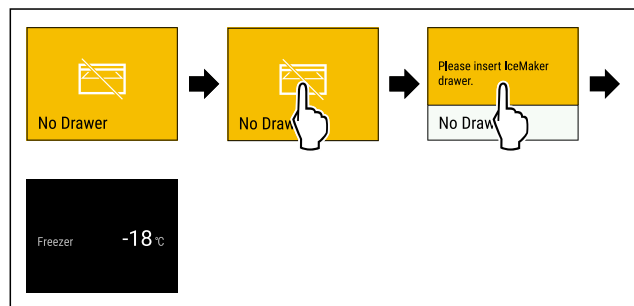 No Drawer
No Draw
Please insert IceMaker
drawer.
No Draw
Freezer -18 °C